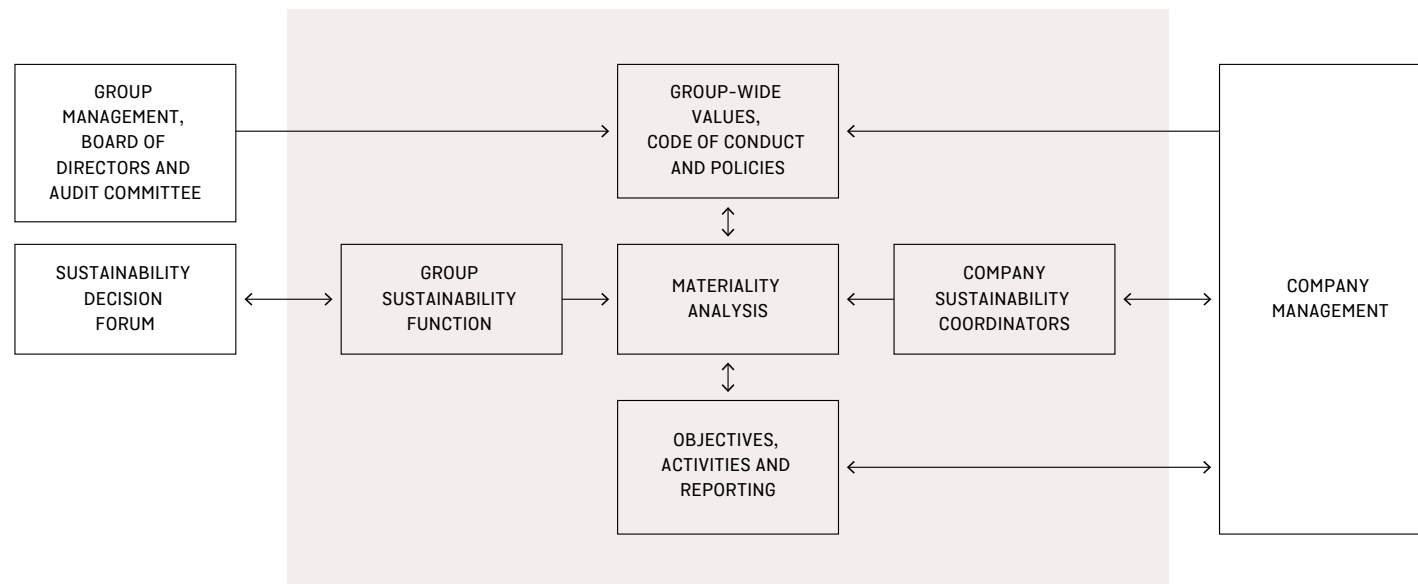 GROUP
MANAGEMENT,
BOARD OF
DIRECTORS AND
AUDIT COMMITTEE
GROUP-WIDE
VALUES,
CODE OF CONDUCT
AND POLICIES
SUSTAINABILITY
DECISION
FORUM
GROUP
SUSTAINABILITY
FUNCTION
MATERIALITY
ANALYSIS
COMPANY
SUSTAINABILITY
COORDINATORS
COMPANY
MANAGEMENT
OBJECTIVES,
ACTIVITIES AND
REPORTING